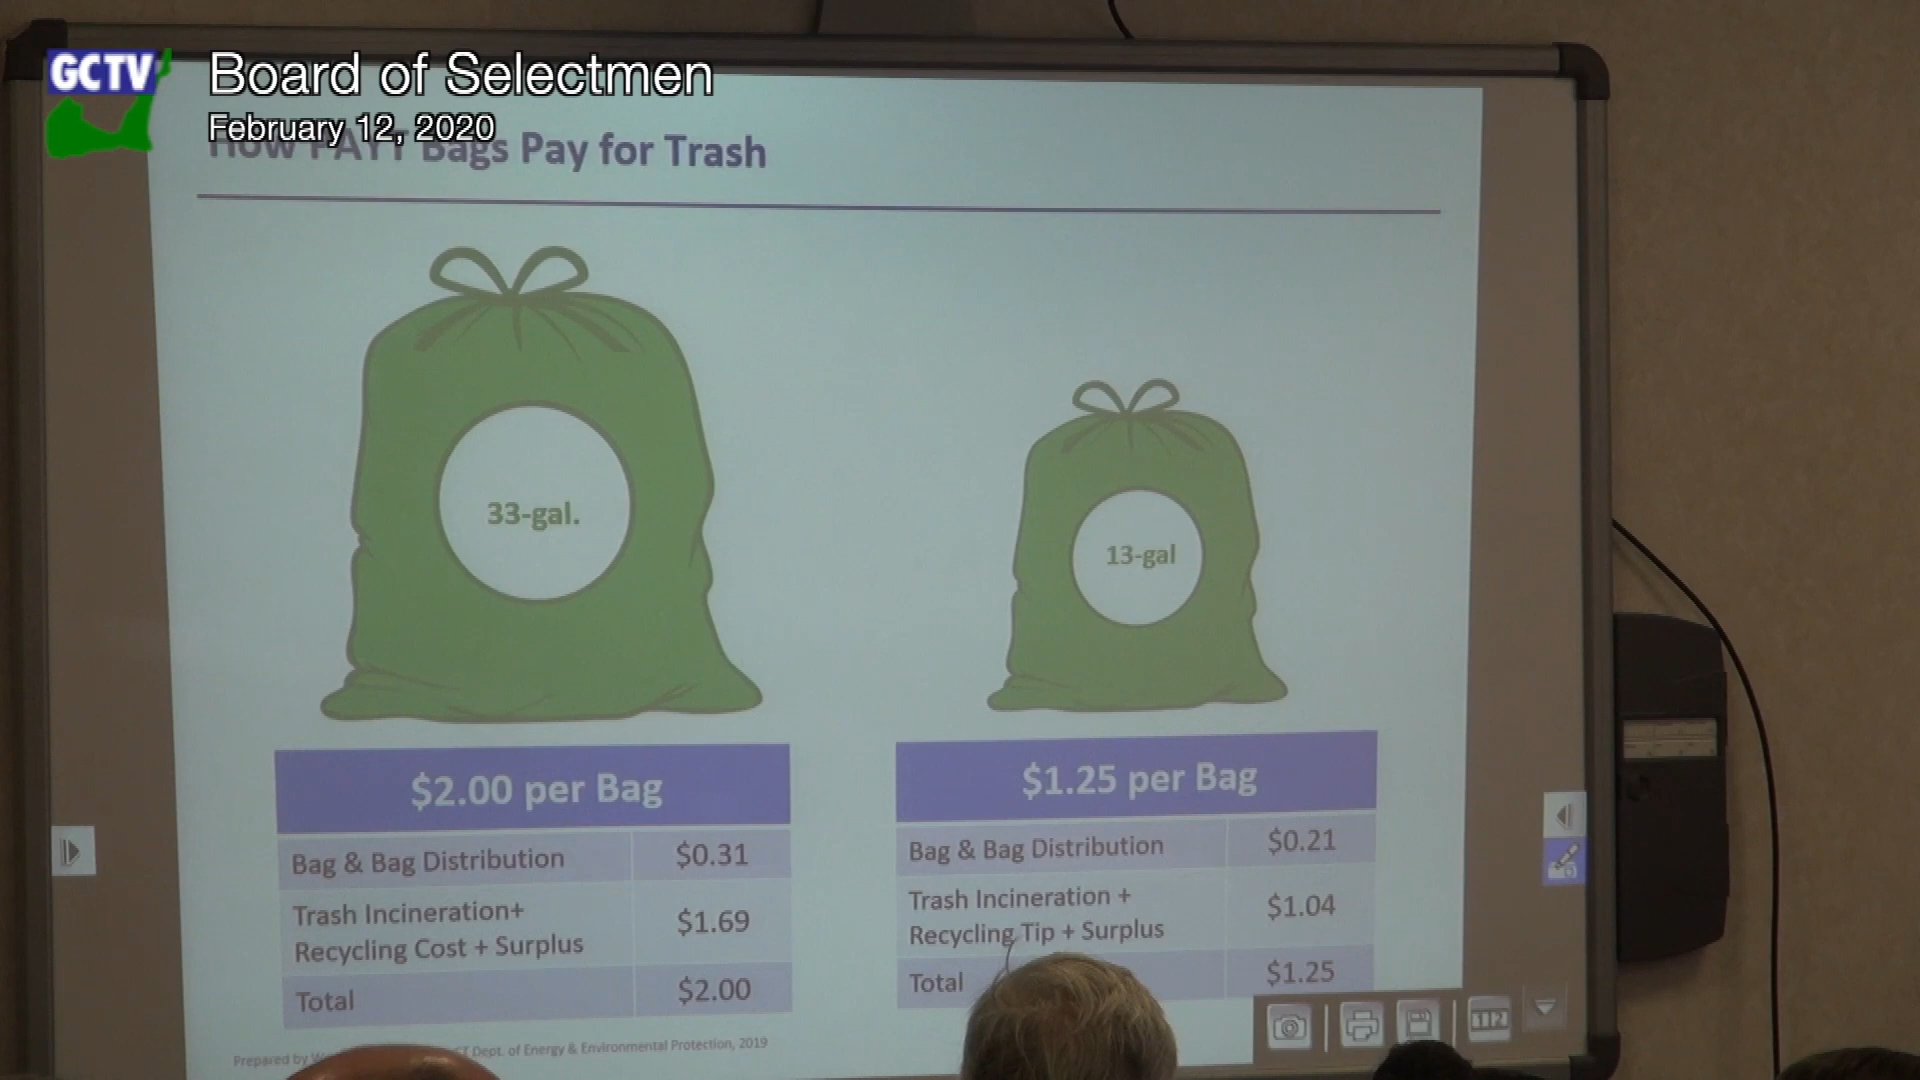 GCTV
Board of Selectmen
February 12, 2020
How PAYT Bags Pay for Trash
33-gal.
13-gal
$2.00 per Bag
Bag & Bag Distribution $0.31
Trash Incineration+
Recycling Cost + Surplus $1.69
Total $2.00
$1.25 per Bag
Bag & Bag Distribution $0.21
Trash Incineration +
Recycling Tip + Surplus $1.04
Total $1.25
Prepared by CT Dept. of Energy & Environmental Protection, 2019